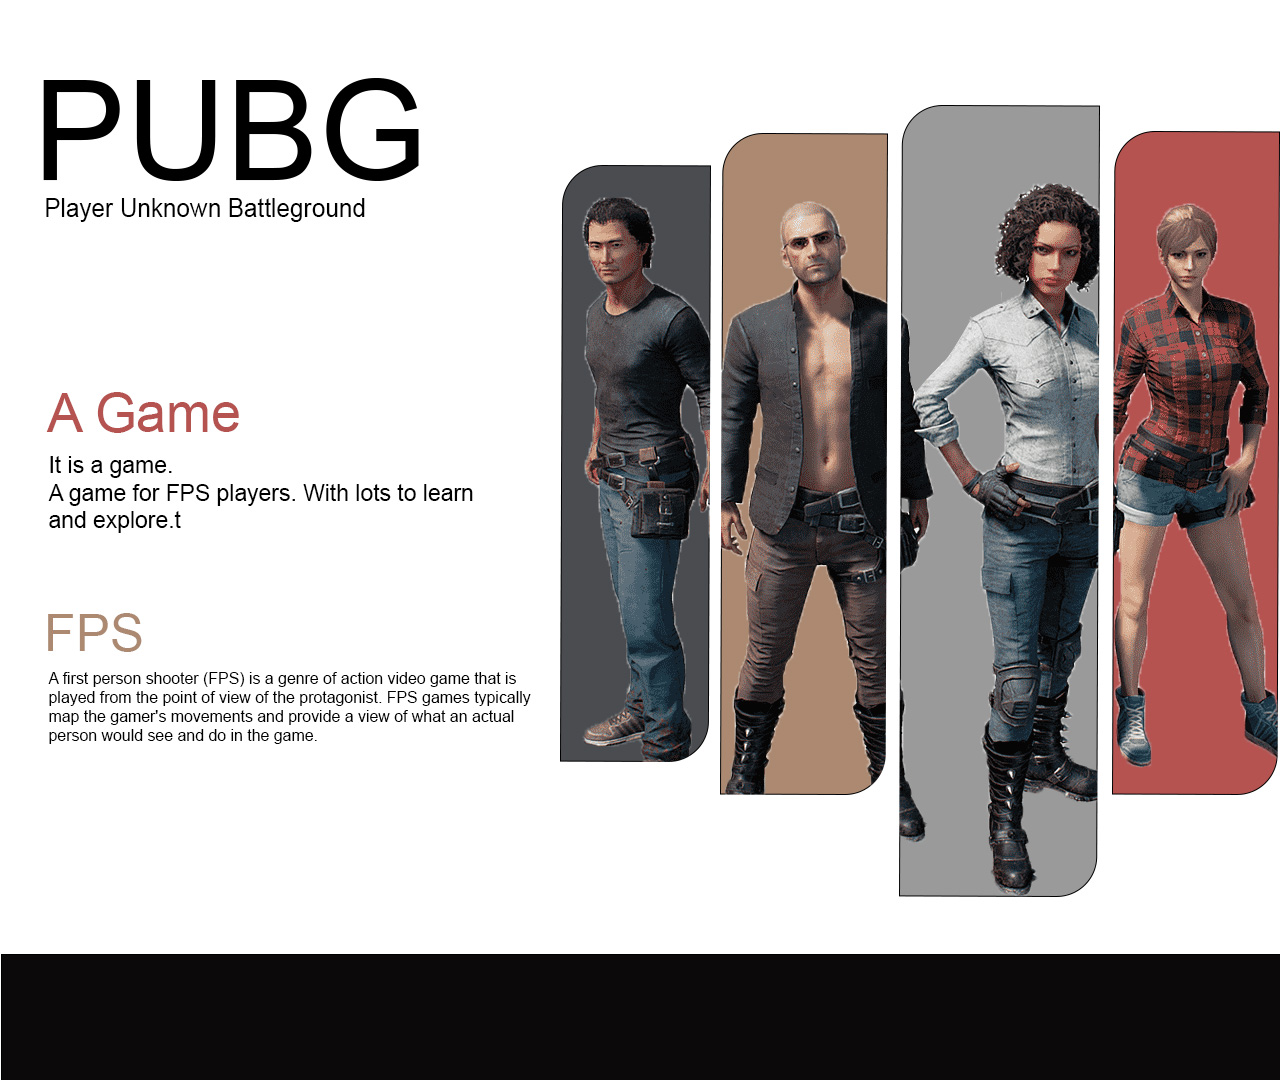 PUBG
Player Unknown Battleground
A Game
It is a game.
A game for FPS players. With lots to learn
and explore.t
FPS
A first person shooter (FPS) is a genre of action video game that is
played from the point of view of the protagonist. FPS games typically
map the gamer's movements and provide a view of what an actual
person would see and do in the game.